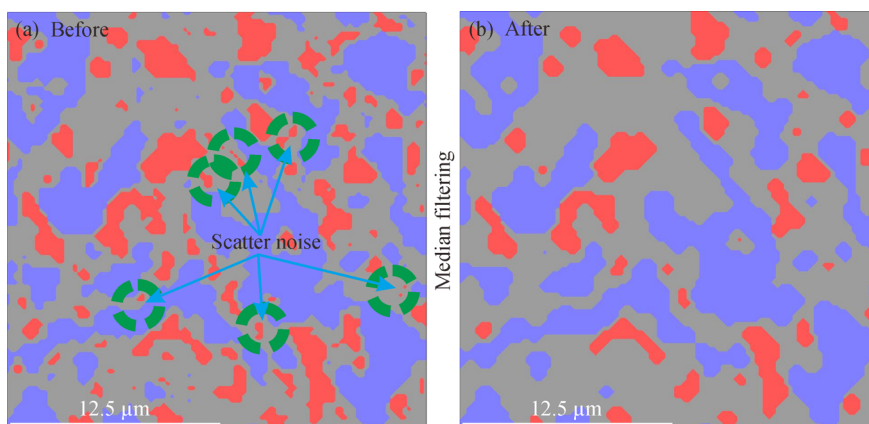 (a) Before
Scatter noise
12.5 µm
Median filtering
(b) After
12.5 µm